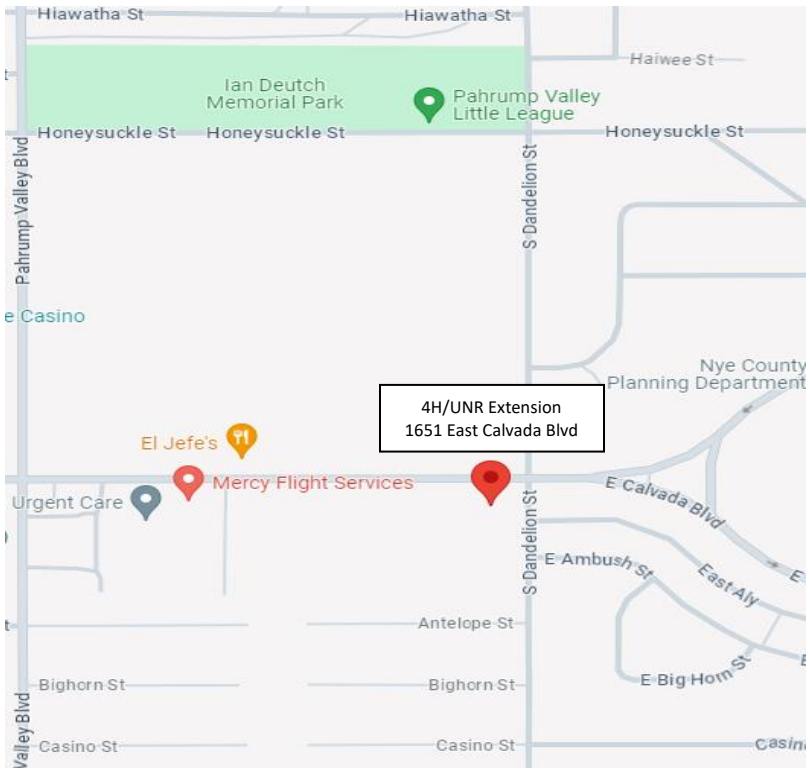 Hiawatha St
Hiawatha St
Haiwee St
Ian Deutch
Memorial Park
Pahrump Valley
Little League
Honeysuckle St
Honeysuckle St
Honeysuckle St
Pahrump Valley Blvd
S Dandelion St
e Casino
Nye County
Planning Department
4H/UNR Extension
1651 East Calvada Blvd
El Jefe's
Mercy Flight Services
Urgent Care
E Calvada Blvd
S Dandelion St
E Ambush St
East Aly
E
Antelope St
Bighorn St
Bighorn St
E Big Horn St
Valley Blvd
Casino St
Casino St
Casino